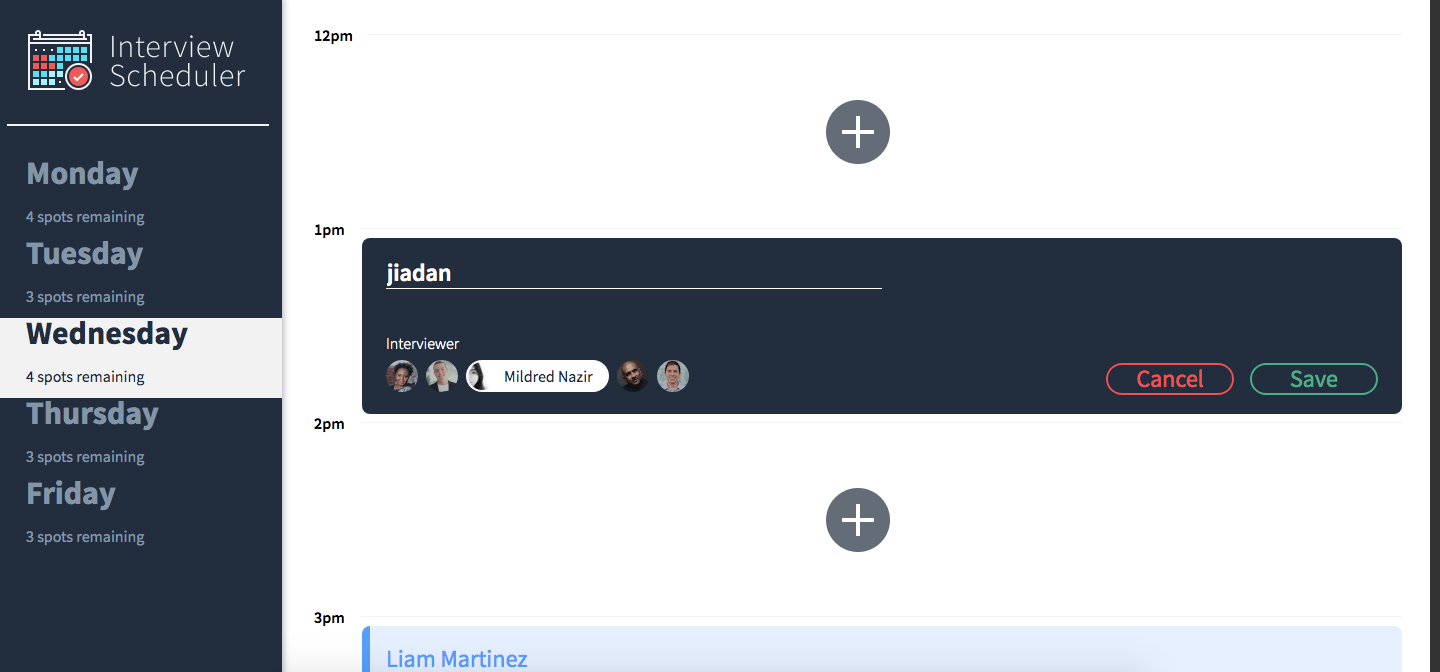 Interview
Scheduler
Monday
4 spots remaining
Tuesday
3 spots remaining
Wednesday
4 spots remaining
Thursday
3 spots remaining
Friday
3 spots remaining
12pm
1pm
jiadan
Interviewer
Mildred Nazir
Cancel
Save
2pm
3pm
Liam Martinez